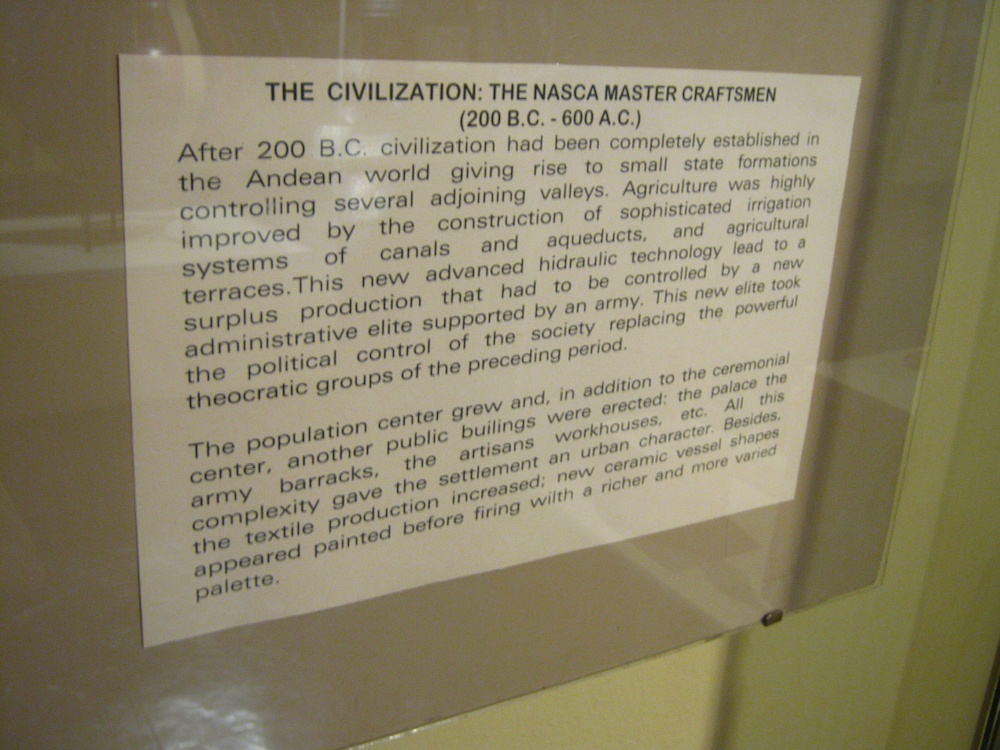 THE CIVILIZATION: THE NASCA MASTER CRAFTSMEN
(200 B.C. - 600 A.C.)
After 200 B.C. civilization had been completely established in
the Andean world giving rise to small state formations
controlling several adjoining valleys. Agriculture was highly
improved by the construction of sophisticated irrigation
systems of canals and aqueducts, and agricultural
terraces.This new advanced hidraulic technology lead to a
surplus production that had to be controlled by a new
administrative elite supported by an army. This new elite took
the political control of the society replacing the powerful
theocratic groups of the preceding period.
The population center grew and, in addition to the ceremonial
center, another public builings were erected: the palace the
army barracks, the artisans workhouses, etc. All this
complexity gave the settlement an urban character. Besides,
the textile production increased; new ceramic vessel shapes
appeared painted before firing wilth a richer and more varied
palette.